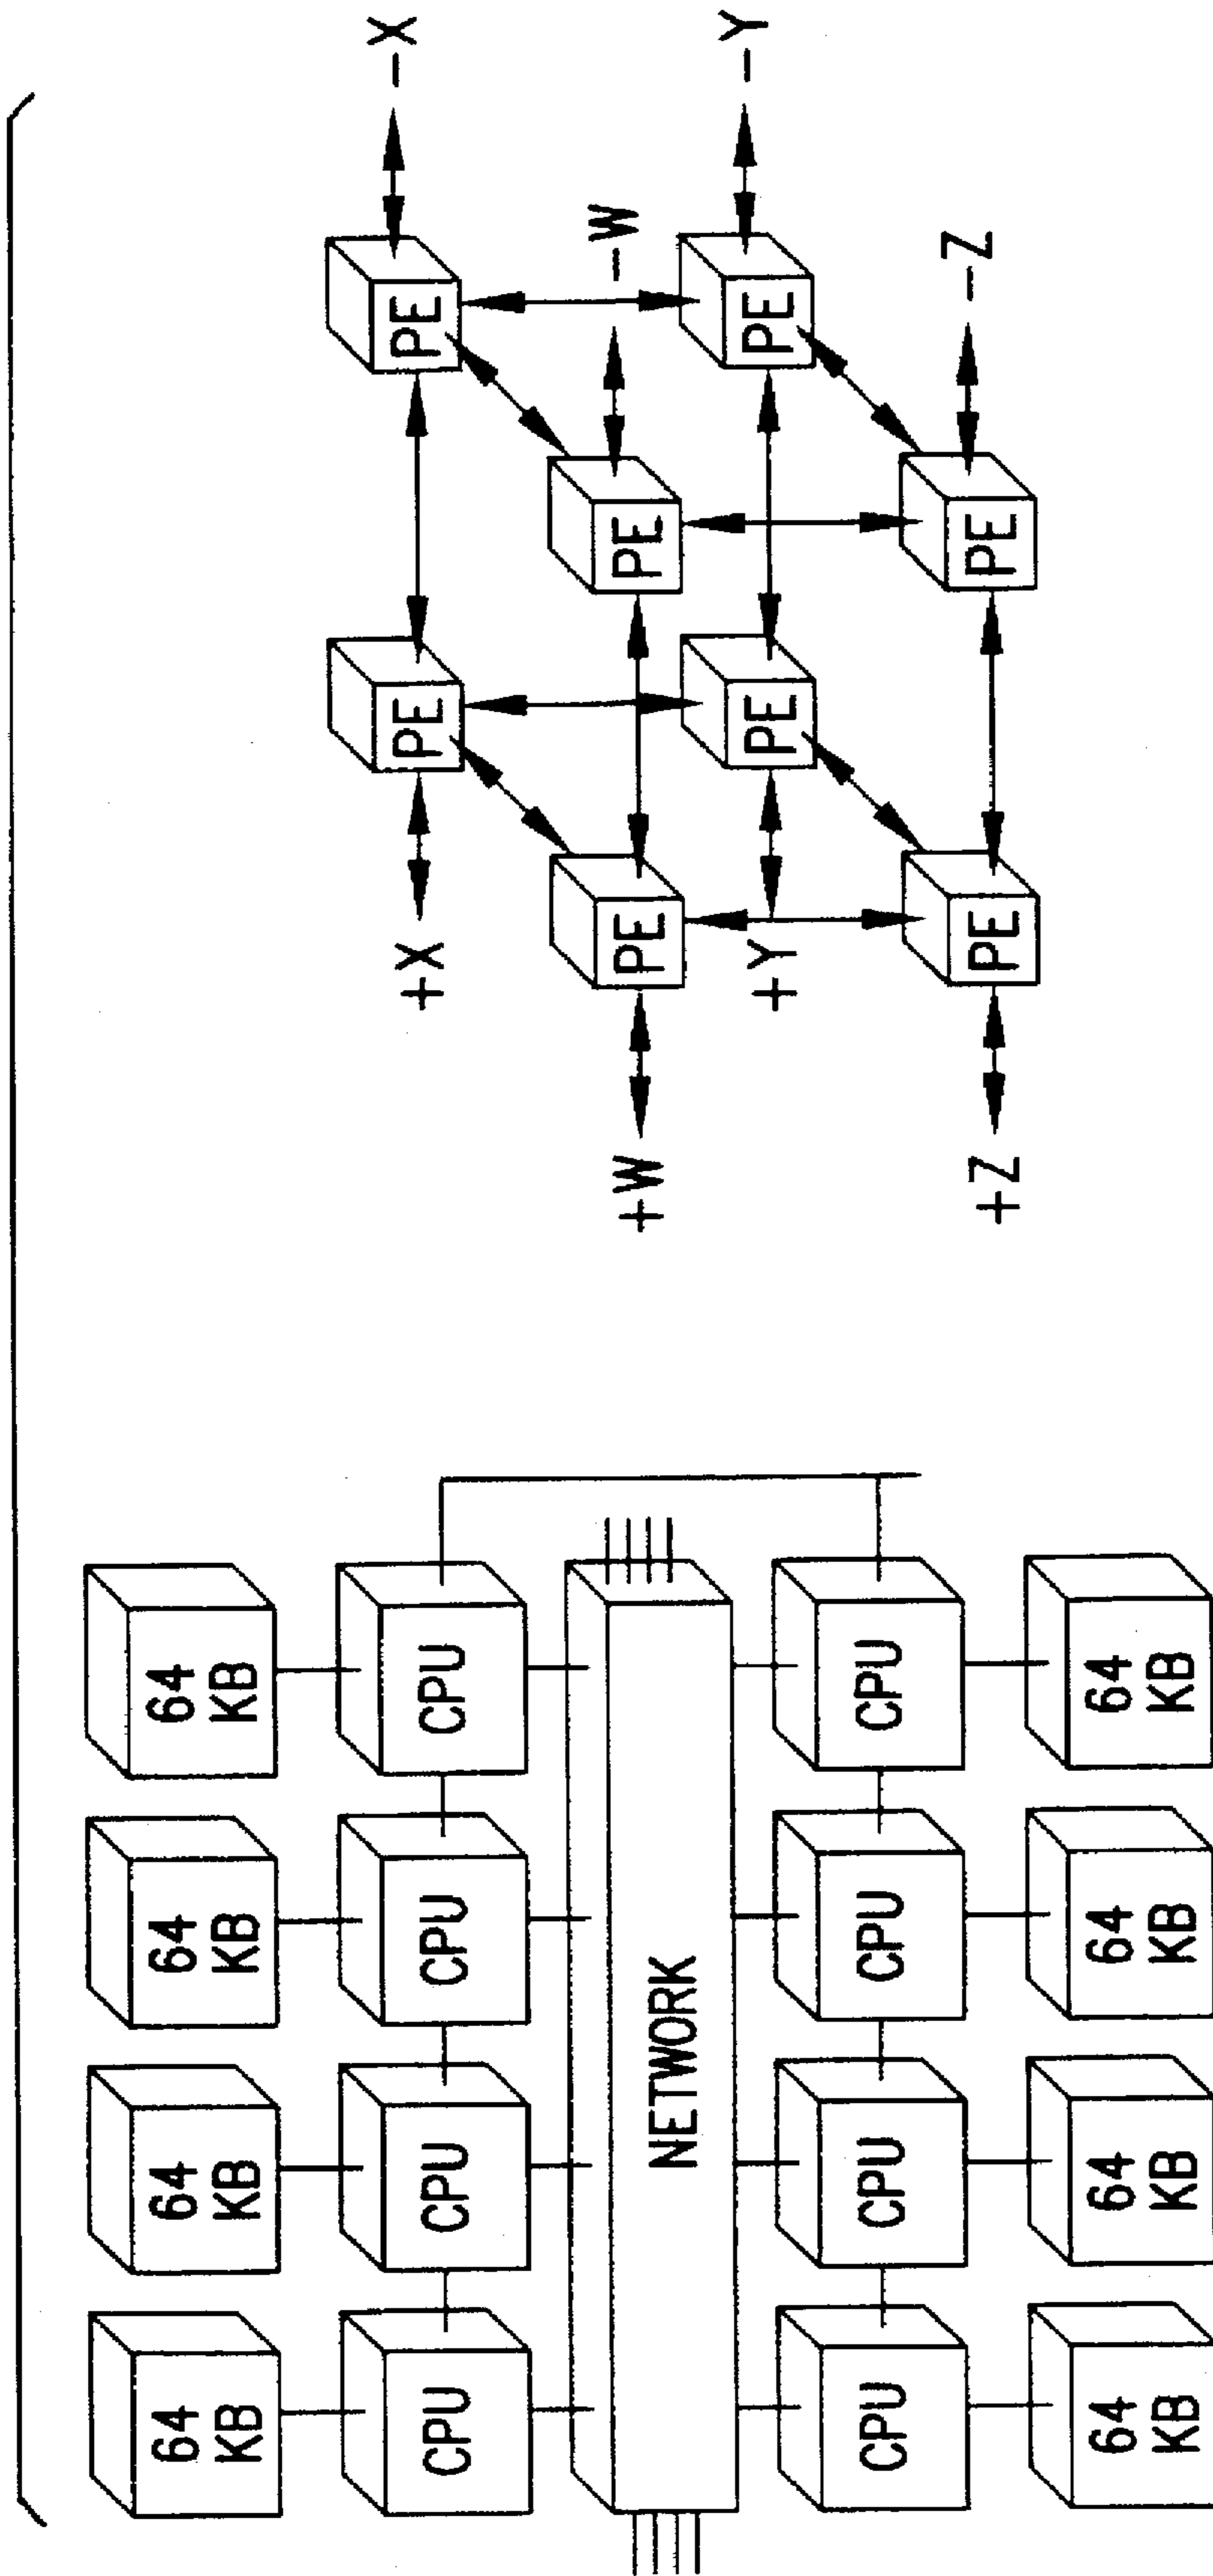 64
KB
64
KB
64
KB
64
KB
CPU
CPU
CPU
CPU
NETWORK
CPU
CPU
CPU
CPU
64
KB
64
KB
64
KB
64
KB
+X
PE
PE
-X
+W
PE
PE
-W
+Y
PE
PE
-Y
+Z
PE
PE
-Z